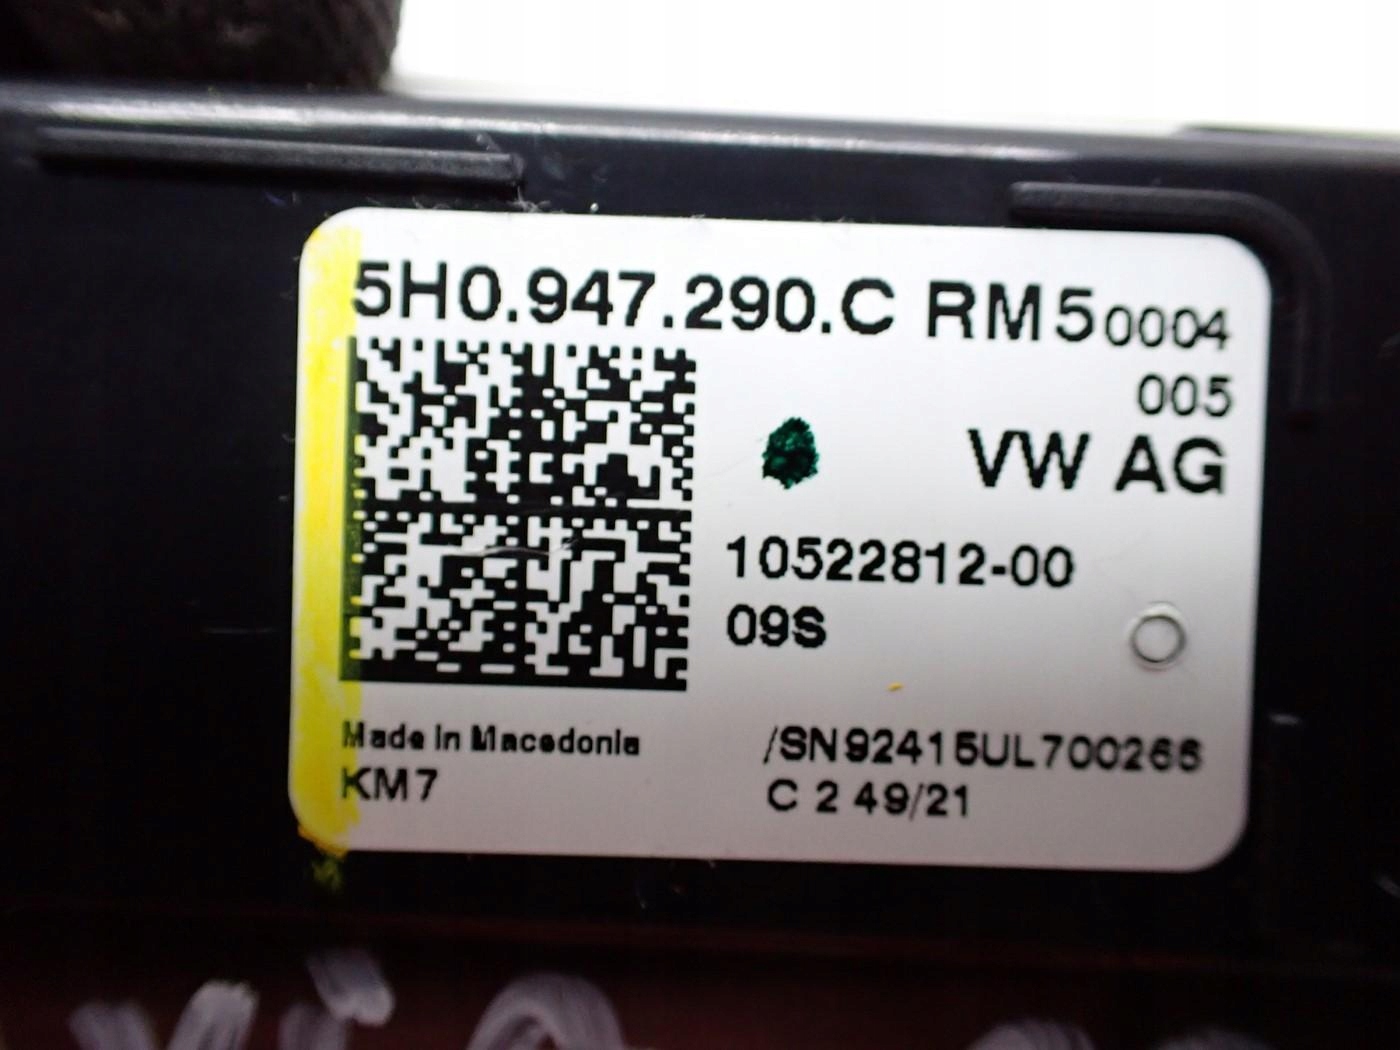 5H0.947.290.C RM5 0004
005
VW AG
10522812-00
09S
Made in Macedonia
KM7
/SN92415UL700266
C 2 49/21